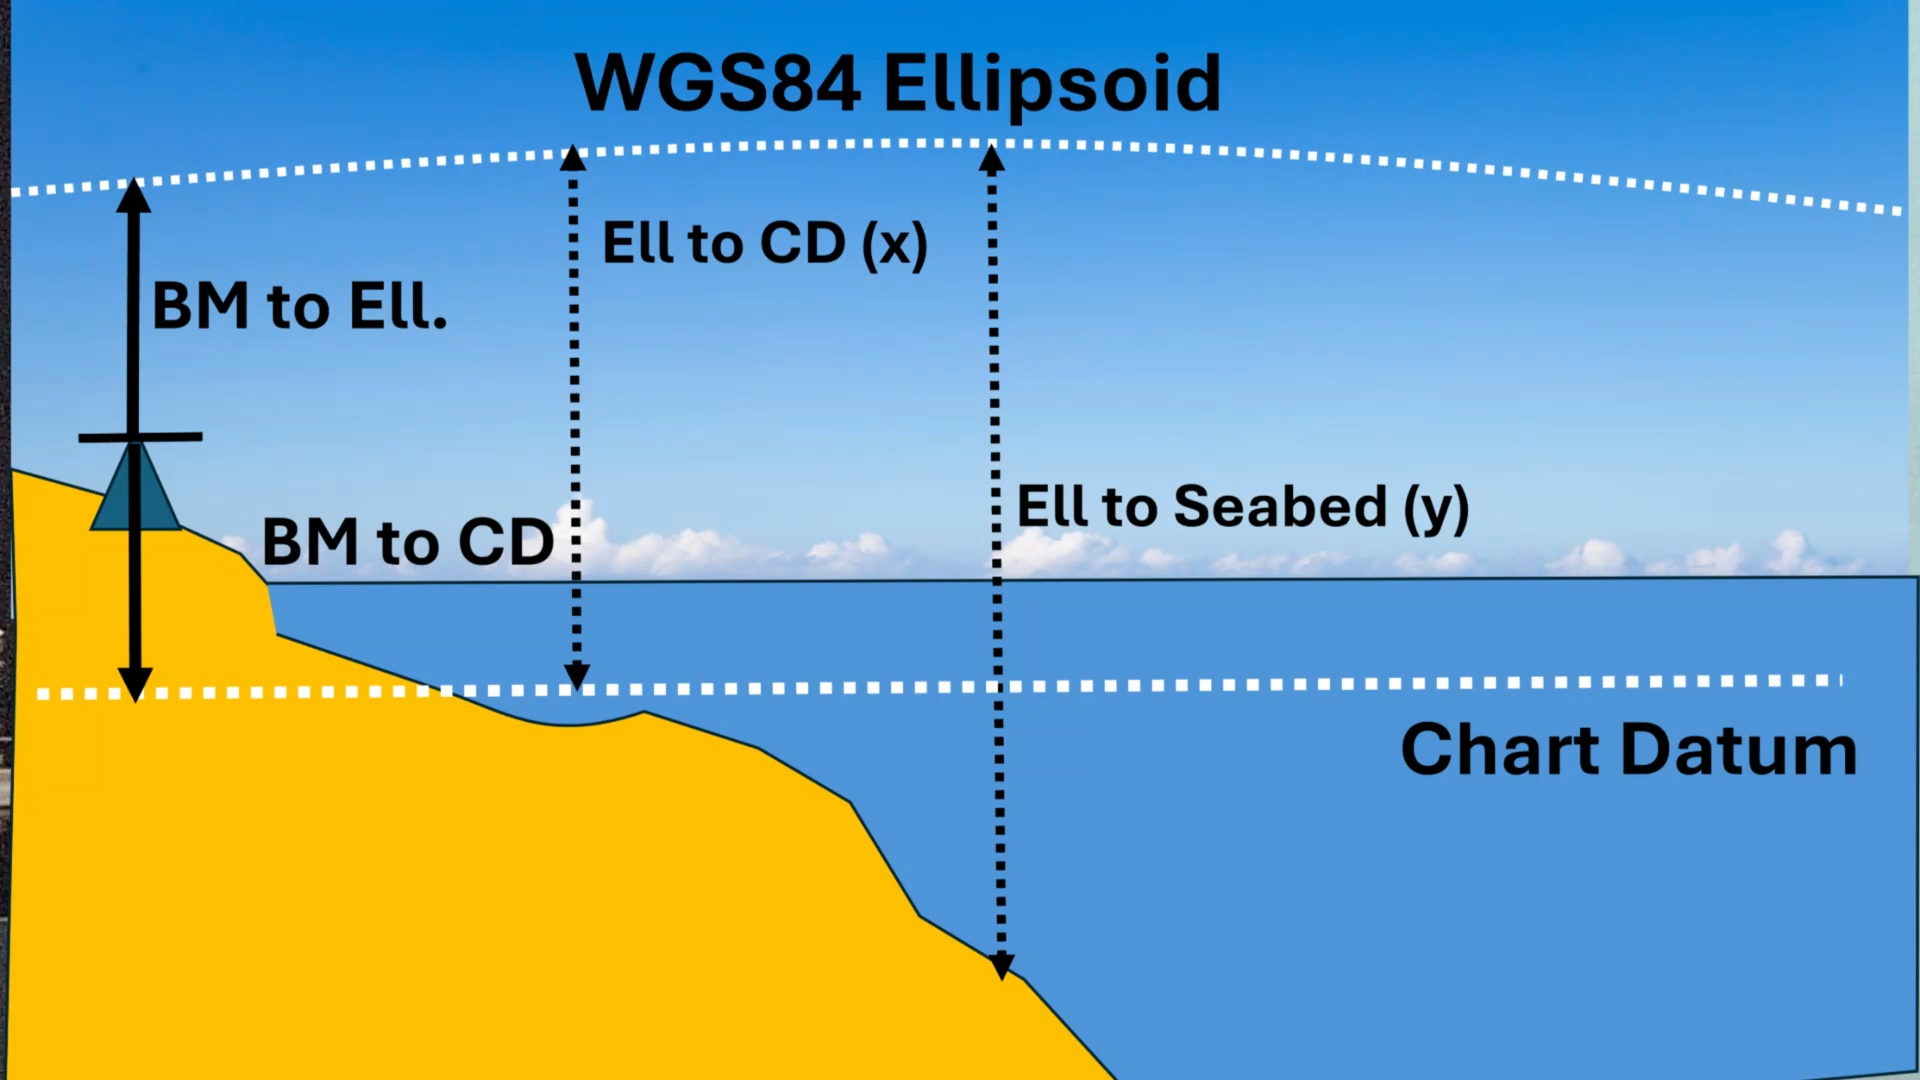 WGS84 Ellipsoid
Ell to CD (x)
BM to Ell.
Ell to Seabed (y)
BM to CD
Chart Datum